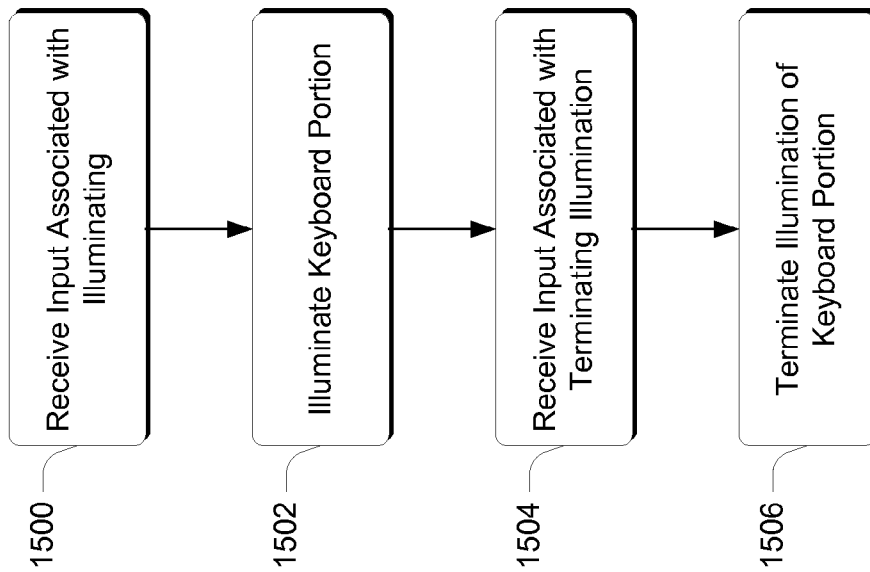 1500
Receive Input Associated with
Illuminating
1502
Illuminate Keyboard Portion
1504
Receive Input Associated with
Terminating Illumination
1506
Terminate Illumination of
Keyboard Portion